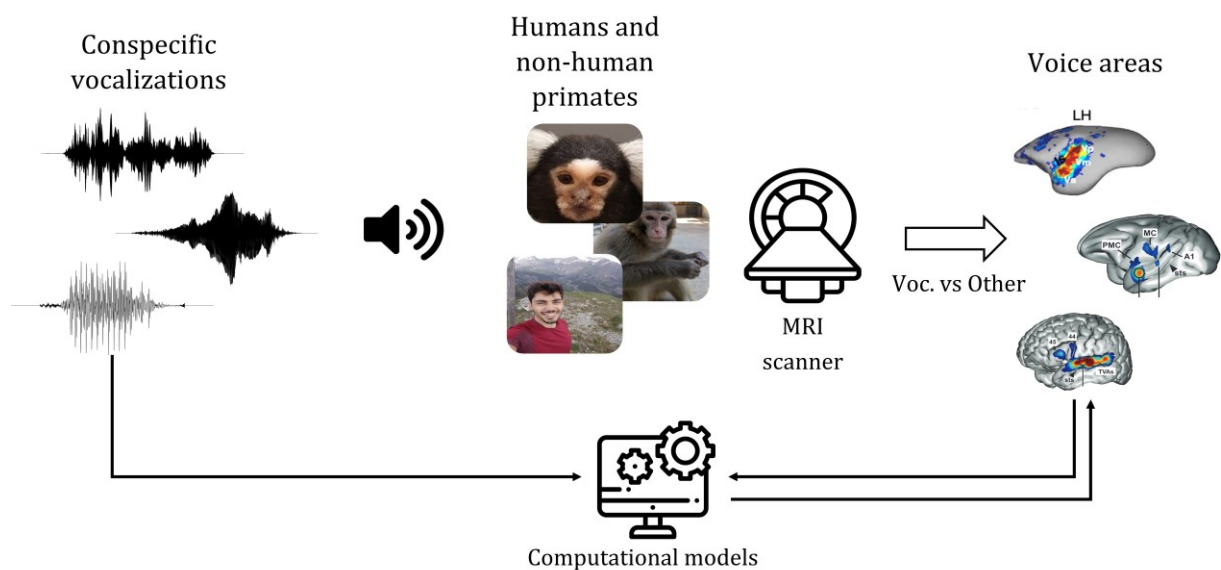 Conspecific
vocalizations
Humans and
non-human
primates
MRI
scanner
Voc. vs Other
Voice areas
LH
PMC
MC
A1
sts
45
44
sts
TVAs
Computational models